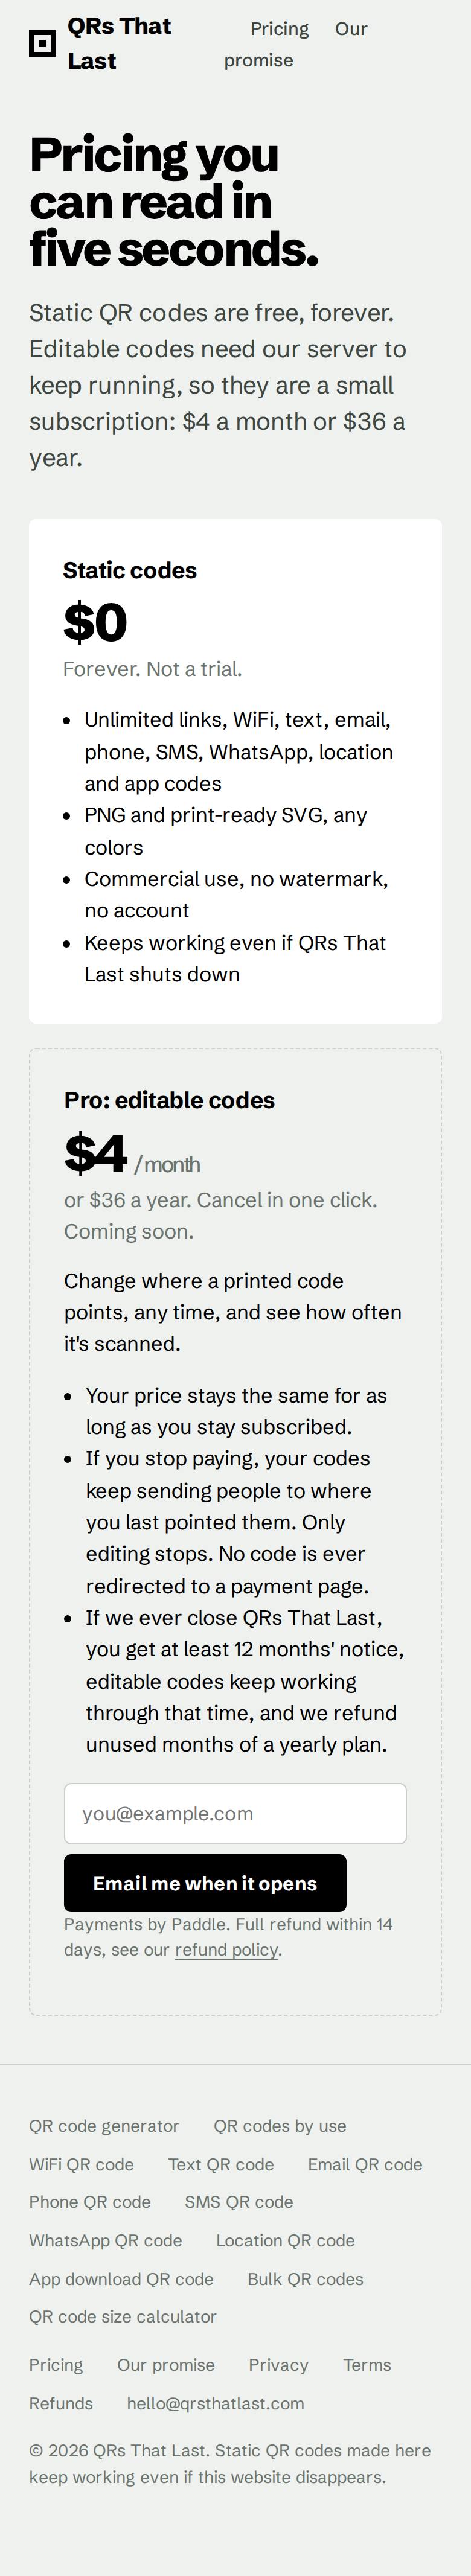 QRs That
Last
Pricing Our
promise
Pricing you
can read in
five seconds.
Static QR codes are free, forever.
Editable codes need our server to
keep running, so they are a small
subscription: $4 a month or $36 a
year.
Static codes
$0
Forever. Not a trial.
• Unlimited links, WiFi, text, email,
phone, SMS, WhatsApp, location
and app codes
• PNG and print-ready SVG, any
colors
• Commercial use, no watermark,
no account
• Keeps working even if QRs That
Last shuts down
Pro: editable codes
$4 /month
or $36 a year. Cancel in one click.
Coming soon.
Change where a printed code
points, any time, and see how often
it's scanned.
• Your price stays the same for as
long as you stay subscribed.
• If you stop paying, your codes
keep sending people to where
you last pointed them. Only
editing stops. No code is ever
redirected to a payment page.
• If we ever close QRs That Last,
you get at least 12 months' notice,
editable codes keep working
through that time, and we refund
unused months of a yearly plan.
you@example.com
Email me when it opens
Payments by Paddle. Full refund within 14
days, see our refund policy.
QR code generator QR codes by use
WiFi QR code Text QR code Email QR code
Phone QR code SMS QR code
WhatsApp QR code Location QR code
App download QR code Bulk QR codes
QR code size calculator
Pricing Our promise Privacy Terms
Refunds hello@qrsthatlast.com
© 2026 QRs That Last. Static QR codes made here
keep working even if this website disappears.